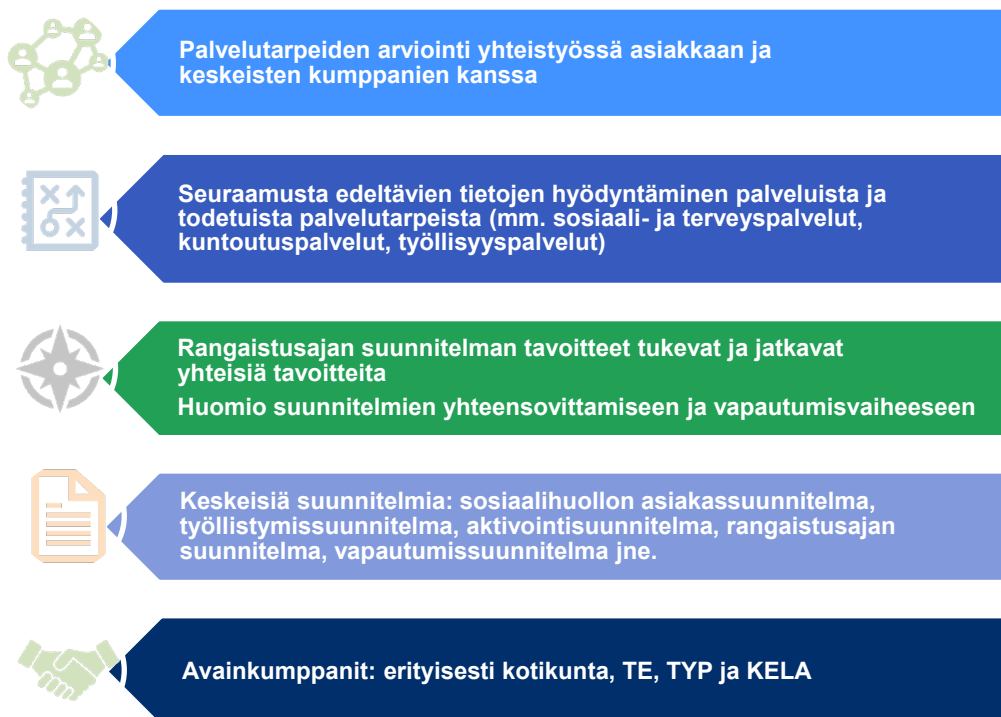 Palvelutarpeiden arviointi yhteistyössä asiakkaan ja
keskeisten kumppanien kanssa
Seuraamusta edeltävien tietojen hyödyntäminen palveluista ja
todetuista palvelutarpeista (mm. sosiaali- ja terveyspalvelut,
kuntoutuspalvelut, työllisyyspalvelut)
Rangaistusajan suunnitelman tavoitteet tukevat ja jatkavat
yhteisiä tavoitteita
Huomio suunnitelmien yhteensovittamiseen ja vapautumisvaiheeseen
Keskeisiä suunnitelmia: sosiaalihuollon asiakassuunnitelma,
työllistymissuunnitelma, aktivointisuunnitelma, rangaistusajan
suunnitelma, vapautumissuunnitelma jne.
Avainkumppanit: erityisesti kotikunta, TE, TYP ja KELA